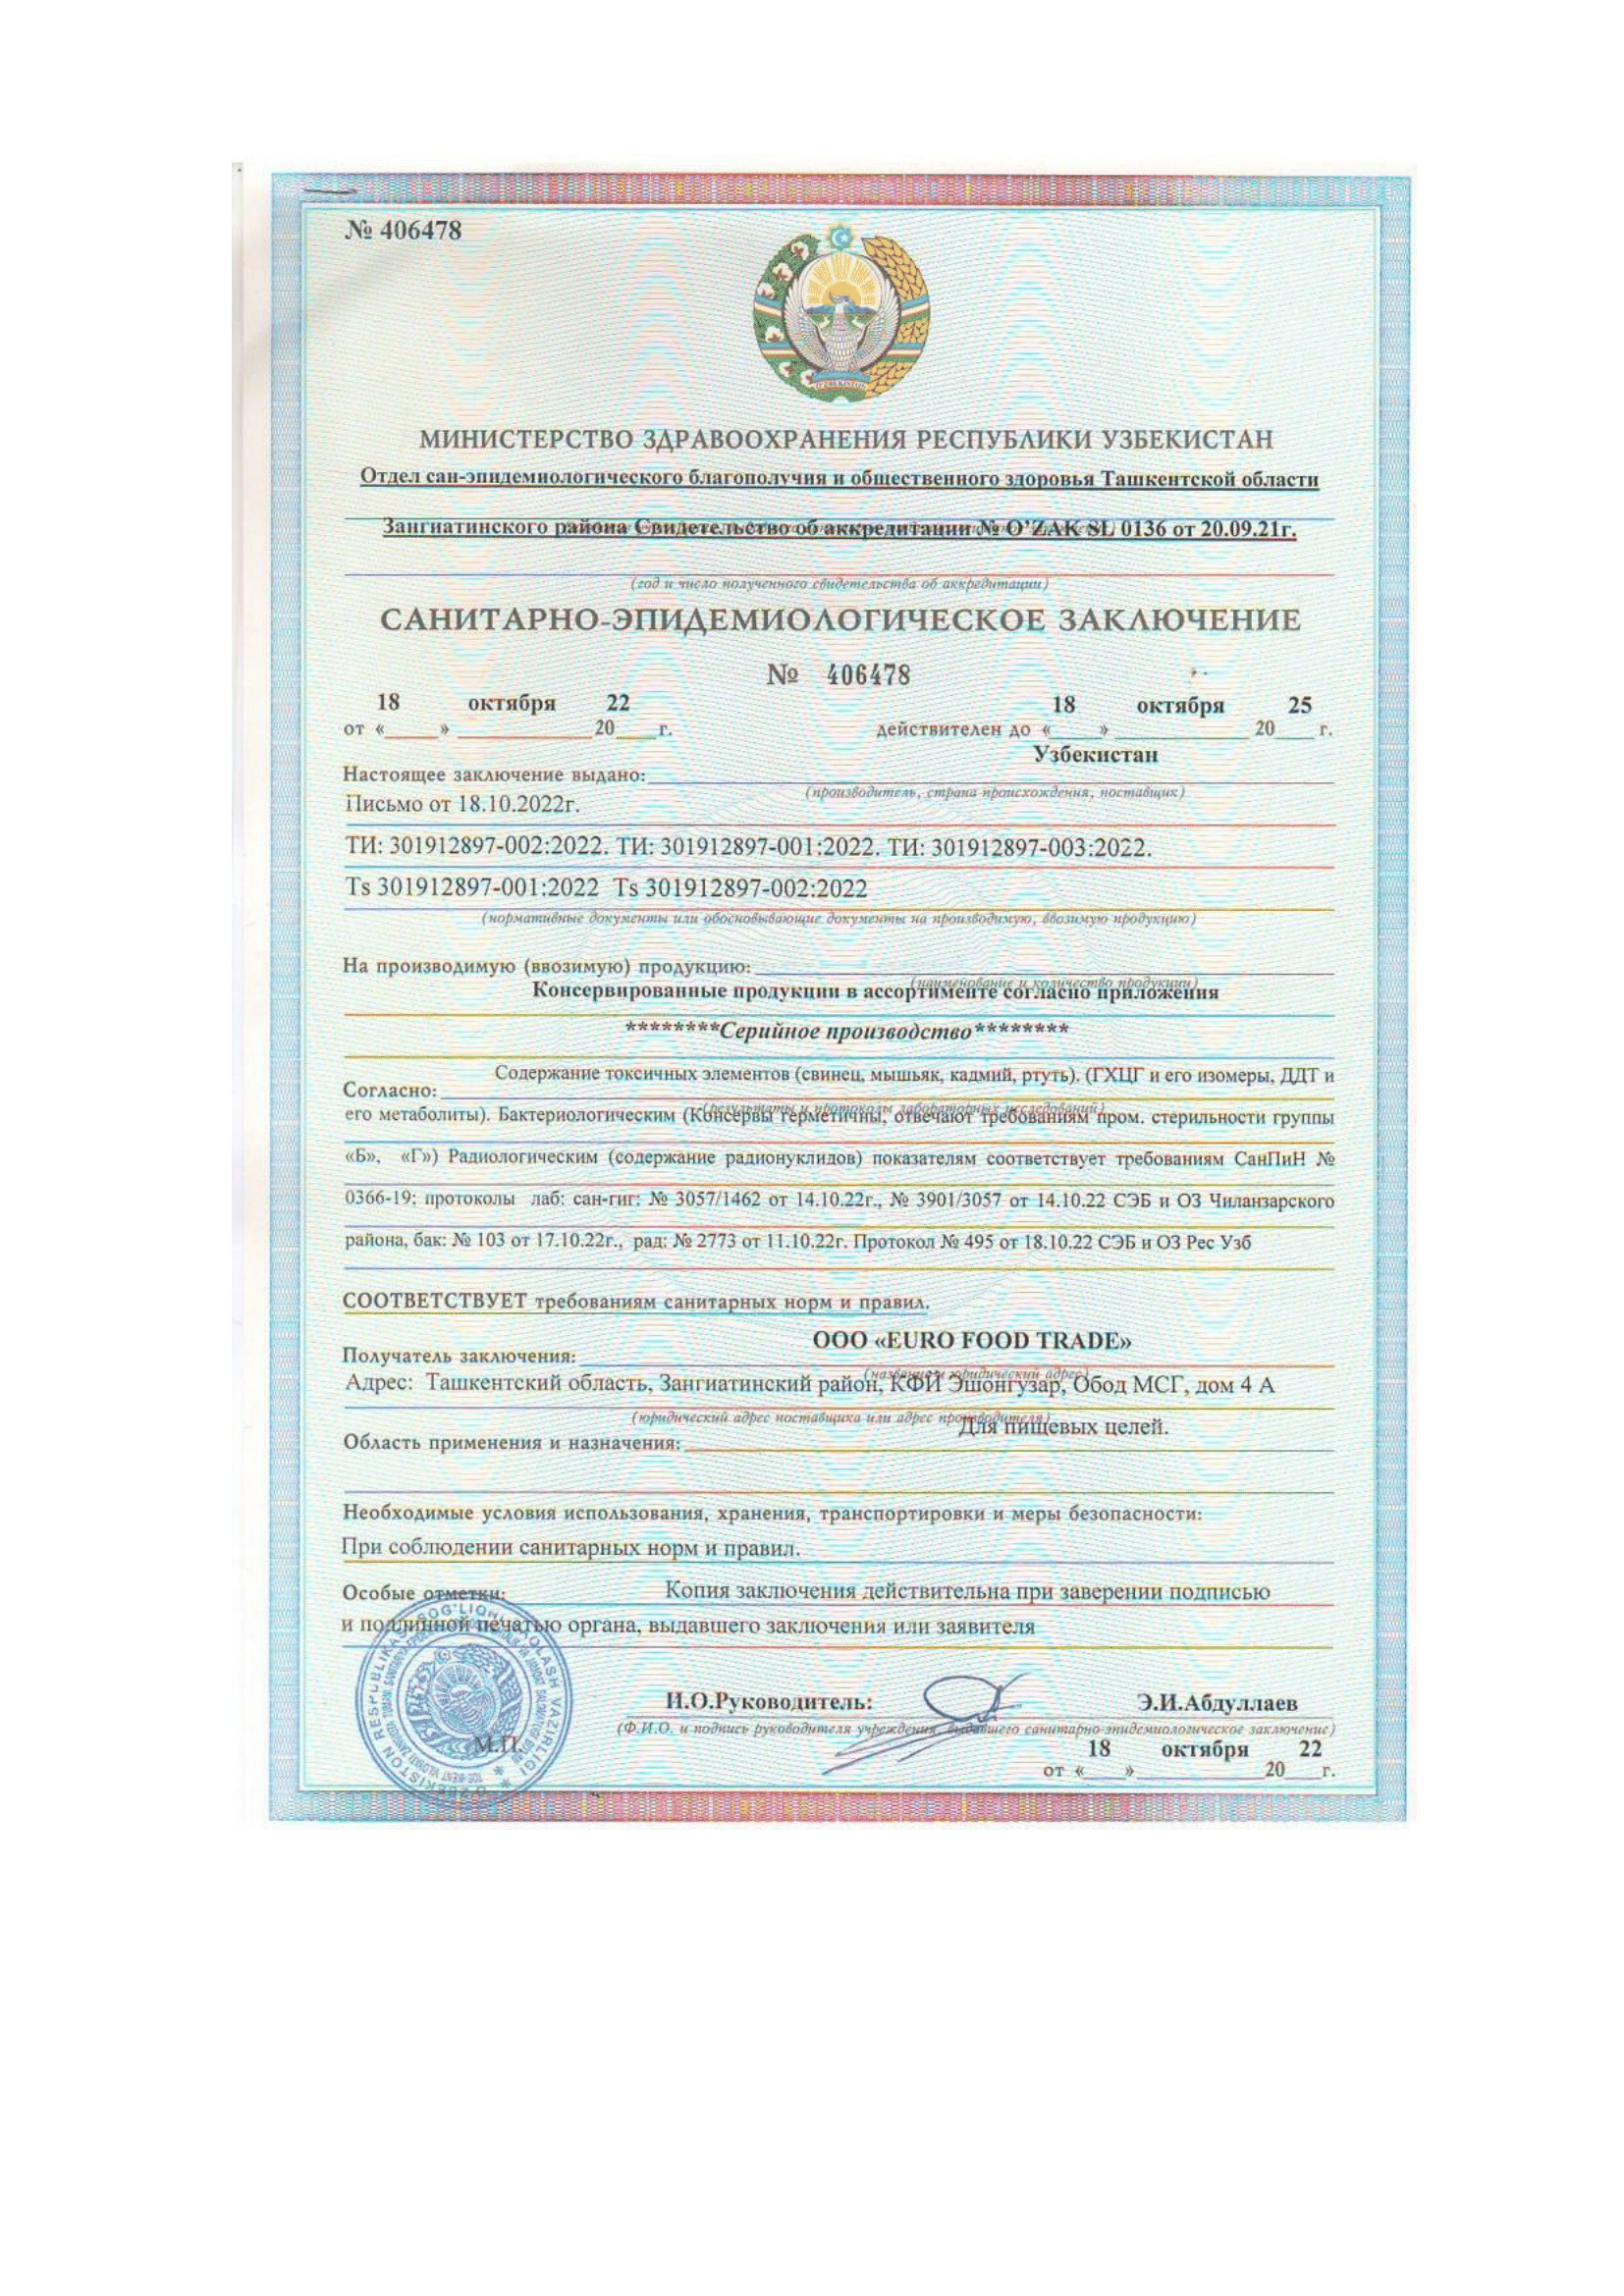 № 406478
O'ZBEKISTON
МИНИСТЕРСТВО ЗДРАВООХРАНЕНИЯ РЕСПУБЛИКИ УЗБЕКИСТАН
Отдел сан-эпидемиологического благополучия и общественного здоровья Ташкентской области
Зангиатинского района Свидетельство об аккредитации № O’ZAK SL 0136 от 20.09.21г.
(год и число полученного свидетельства об аккредитации)
САНИТАРНО-ЭПИДЕМИОЛОГИЧЕСКОЕ ЗАКЛЮЧЕНИЕ
№ 406478
18 октября 22 18 октября 25
от «____» __________20___г. действителен до «____» __________ 20___ г.
Узбекистан
Настоящее заключение выдано:
(производитель, страна происхождения, поставщик)
Письмо от 18.10.2022г.
ТИ: 301912897-002:2022. ТИ: 301912897-001:2022. ТИ: 301912897-003:2022.
Ts 301912897-001:2022 Ts 301912897-002:2022
(нормативные документы или обосновывающие документы на производимую, ввозимую продукцию)
На производимую (ввозимую) продукцию:
(наименование и количество продукции)
Консервированные продукции в ассортименте согласно приложения
********Серийное производство********
Содержание токсичных элементов (свинец, мышьяк, кадмий, ртуть). (ГХЦГ и его изомеры, ДДТ и
Согласно:
(результаты и протоколы лабораторных исследований)
его метаболиты). Бактериологическим (Консервы герметичны, отвечают требованиям пром. стерильности группы
«Б», «Г») Радиологическим (содержание радионуклидов) показателям соответствует требованиям СанПиН №
0366-19: протоколы лаб: сан-гиг: № 3057/1462 от 14.10.22г., № 3901/3057 от 14.10.22 СЭБ и ОЗ Чиланзарского
района, бак: № 103 от 17.10.22г., рад: № 2773 от 11.10.22г. Протокол № 495 от 18.10.22 СЭБ и ОЗ Рес Узб
СООТВЕТСТВУЕТ требованиям санитарных норм и правил.
ООО «EURO FOOD TRADE»
Получатель заключения:
(название и юридический адрес)
Адрес: Ташкентский область, Зангиатинский район, КФЙ Эшонгузар, Обод МСГ, дом 4 А
(юридический адрес поставщика или адрес производителя)
Для пищевых целей.
Область применения и назначения:
Необходимые условия использования, хранения, транспортировки и меры безопасности:
При соблюдении санитарных норм и правил.
Особые отметки: Копия заключения действительна при заверении подписью
и подлинной печатью органа, выдавшего заключения или заявителя
И.О.Руководитель: Э.И.Абдуллаев
(Ф.И.О. и подпись руководителя учреждения, выдавшего санитарно-эпидемиологическое заключение)
М.П.
18 октября 22
от «____»__________20___г.
O'ZBEKISTON RESPUBLIKASI SOG'LIQNI SAQLASH VAZIRLIGI